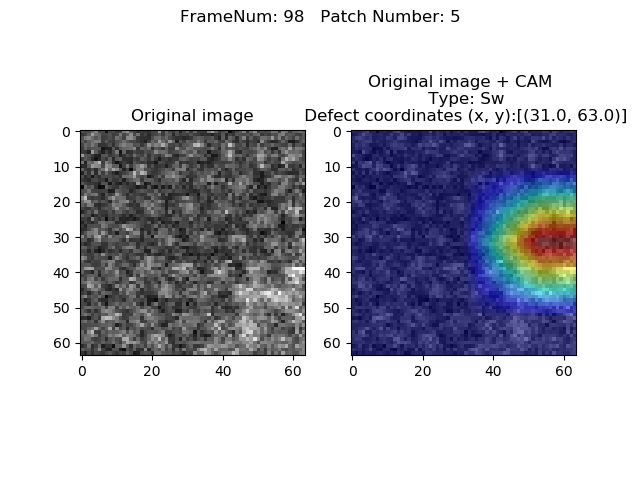 FrameNum: 98   Patch Number: 5
Original image
0
10
20
30
40
50
60
0 20 40 60
Original image + CAM
Type: Sw
Defect coordinates (x, y):[(31.0, 63.0)]
0
10
20
30
40
50
60
0 20 40 60